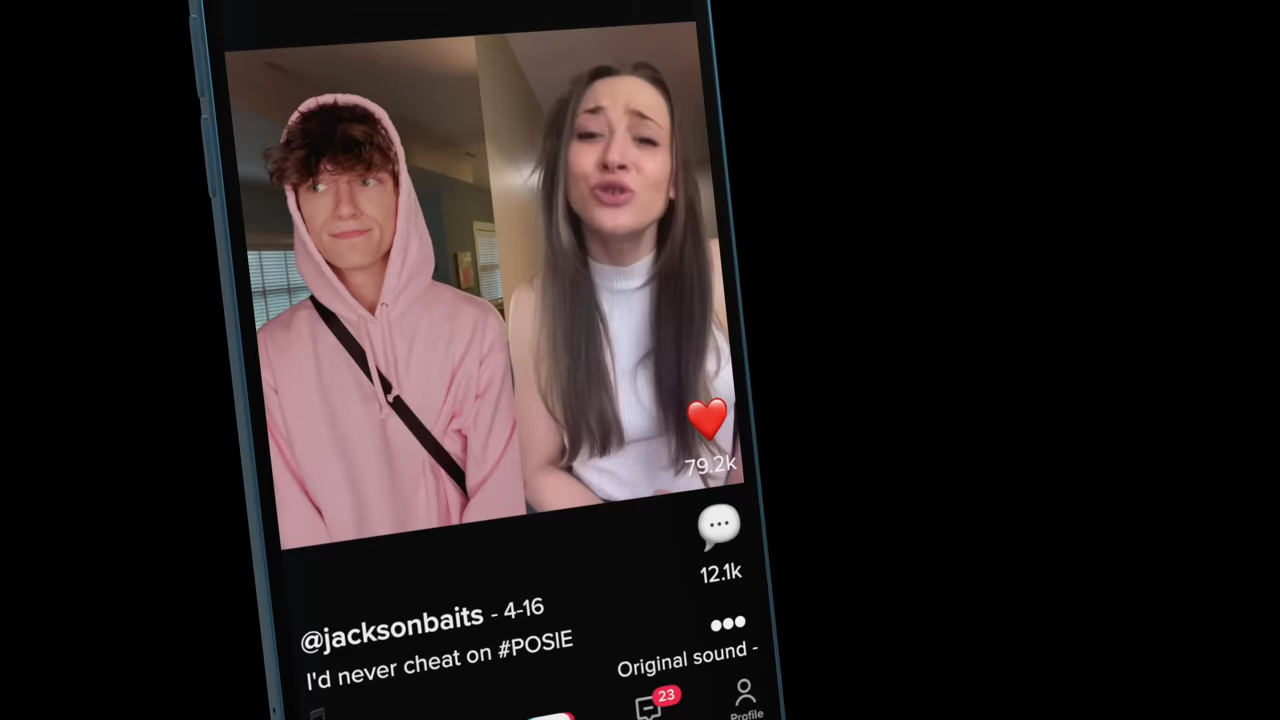 79.2k
12.1k
@jacksonbaits - 4-16
I'd never cheat on #POSIE
Original sound -
23
Profile